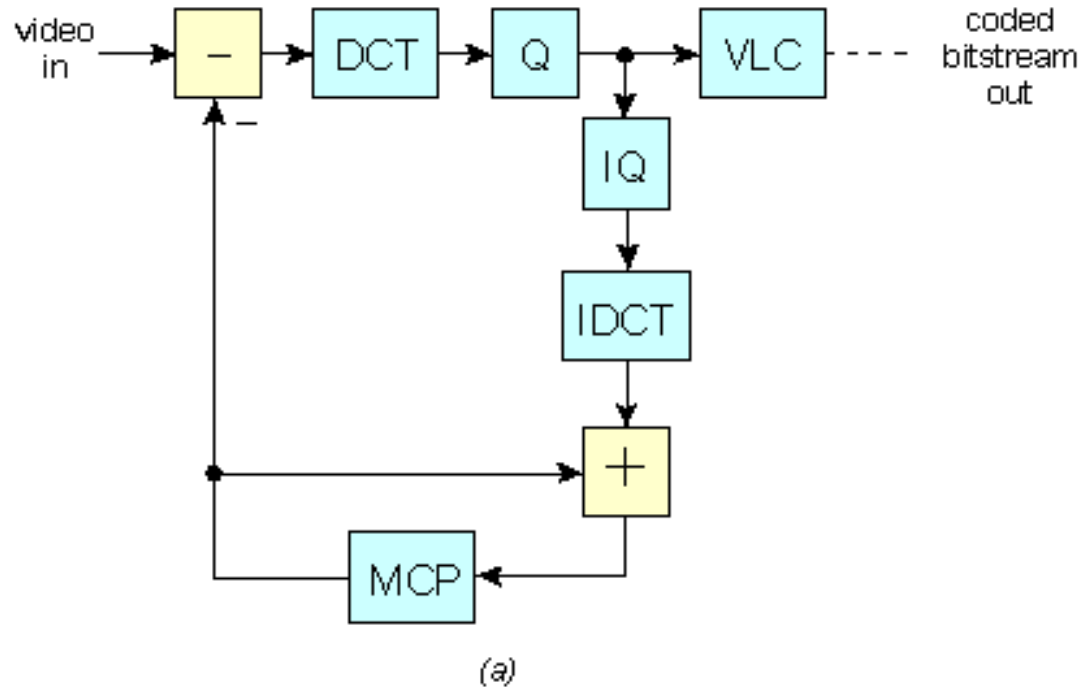 video
in
−
DCT
Q
VLC
coded
bitstream
out
−
IQ
IDCT
+
MCP
(a)